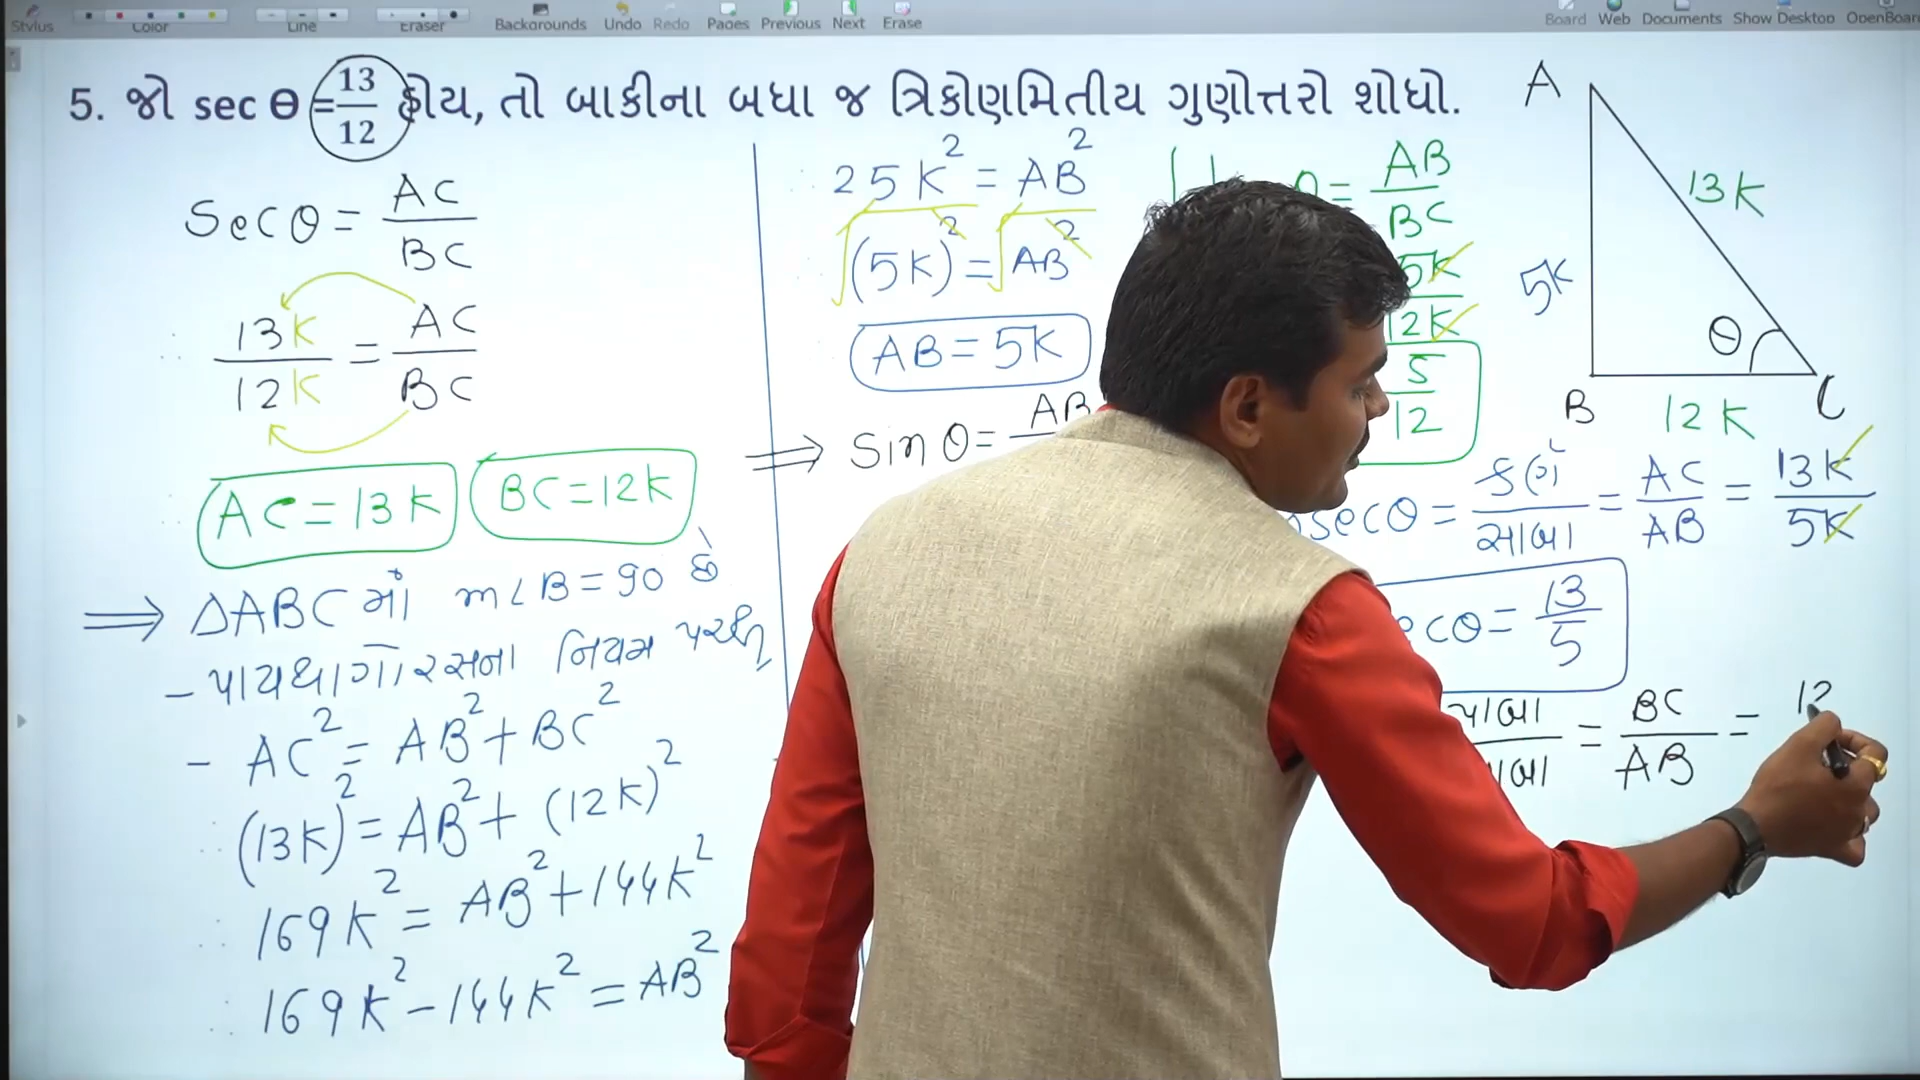 Stylus Color Line Eraser Backgrounds Undo Redo Pages Previous Next Erase Board Web Documents Show Desktop OpenBoard
5. જો sec θ = 13/12 હોય, તો બાકીના બધા જ ત્રિકોણમિતીય ગુણોત્તરો શોધો.
Sec θ = AC/BC
∴ 13K/12K = AC/BC
∴ AC = 13K BC = 12K
⇒ ΔABC માં m∠B = 90 છે
- પાયથાગોરસના નિયમ પરથી
- AC² = AB² + BC²
∴ (13K)² = AB² + (12K)²
∴ 169K² = AB² + 144K²
∴ 169K² - 144K² = AB²
∴ 25K² = AB²
√(5K)² = √AB²
AB = 5K
⇒ Sin θ = AB
θ = AB/BC
5K/12K
5/12
secθ = કર્ણ/સાબા = AC/AB = 13K/5K
ecθ = 13/5
પાબા/સાબા = BC/AB = 12
A
13K
5K
θ
B 12K C